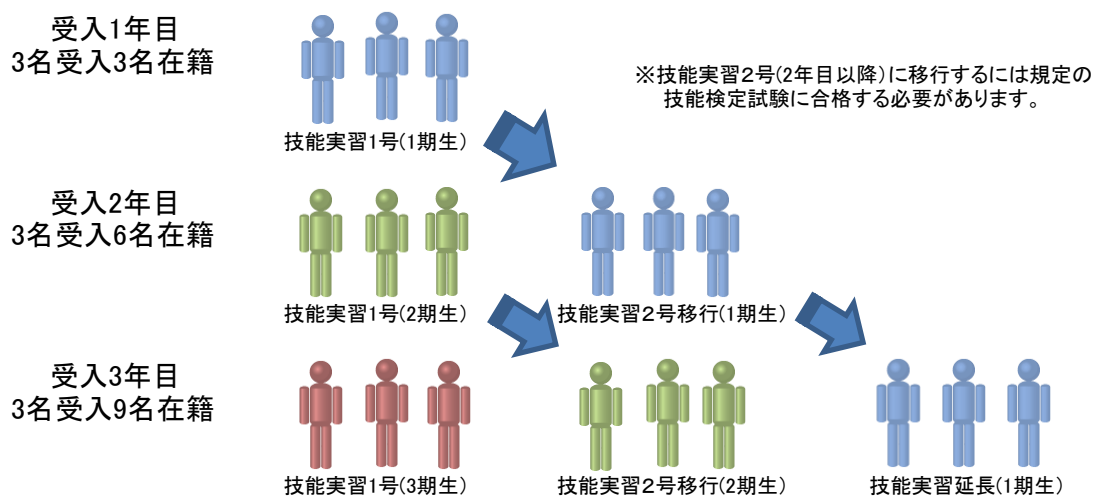 受入1年目
3名受入3名在籍
※技能実習２号(2年目以降)に移行するには規定の
技能検定試験に合格する必要があります。
技能実習1号(1期生)
受入2年目
3名受入6名在籍
技能実習1号(2期生)
技能実習２号移行(1期生)
受入3年目
3名受入9名在籍
技能実習1号(3期生)
技能実習２号移行(2期生)
技能実習延長(1期生)